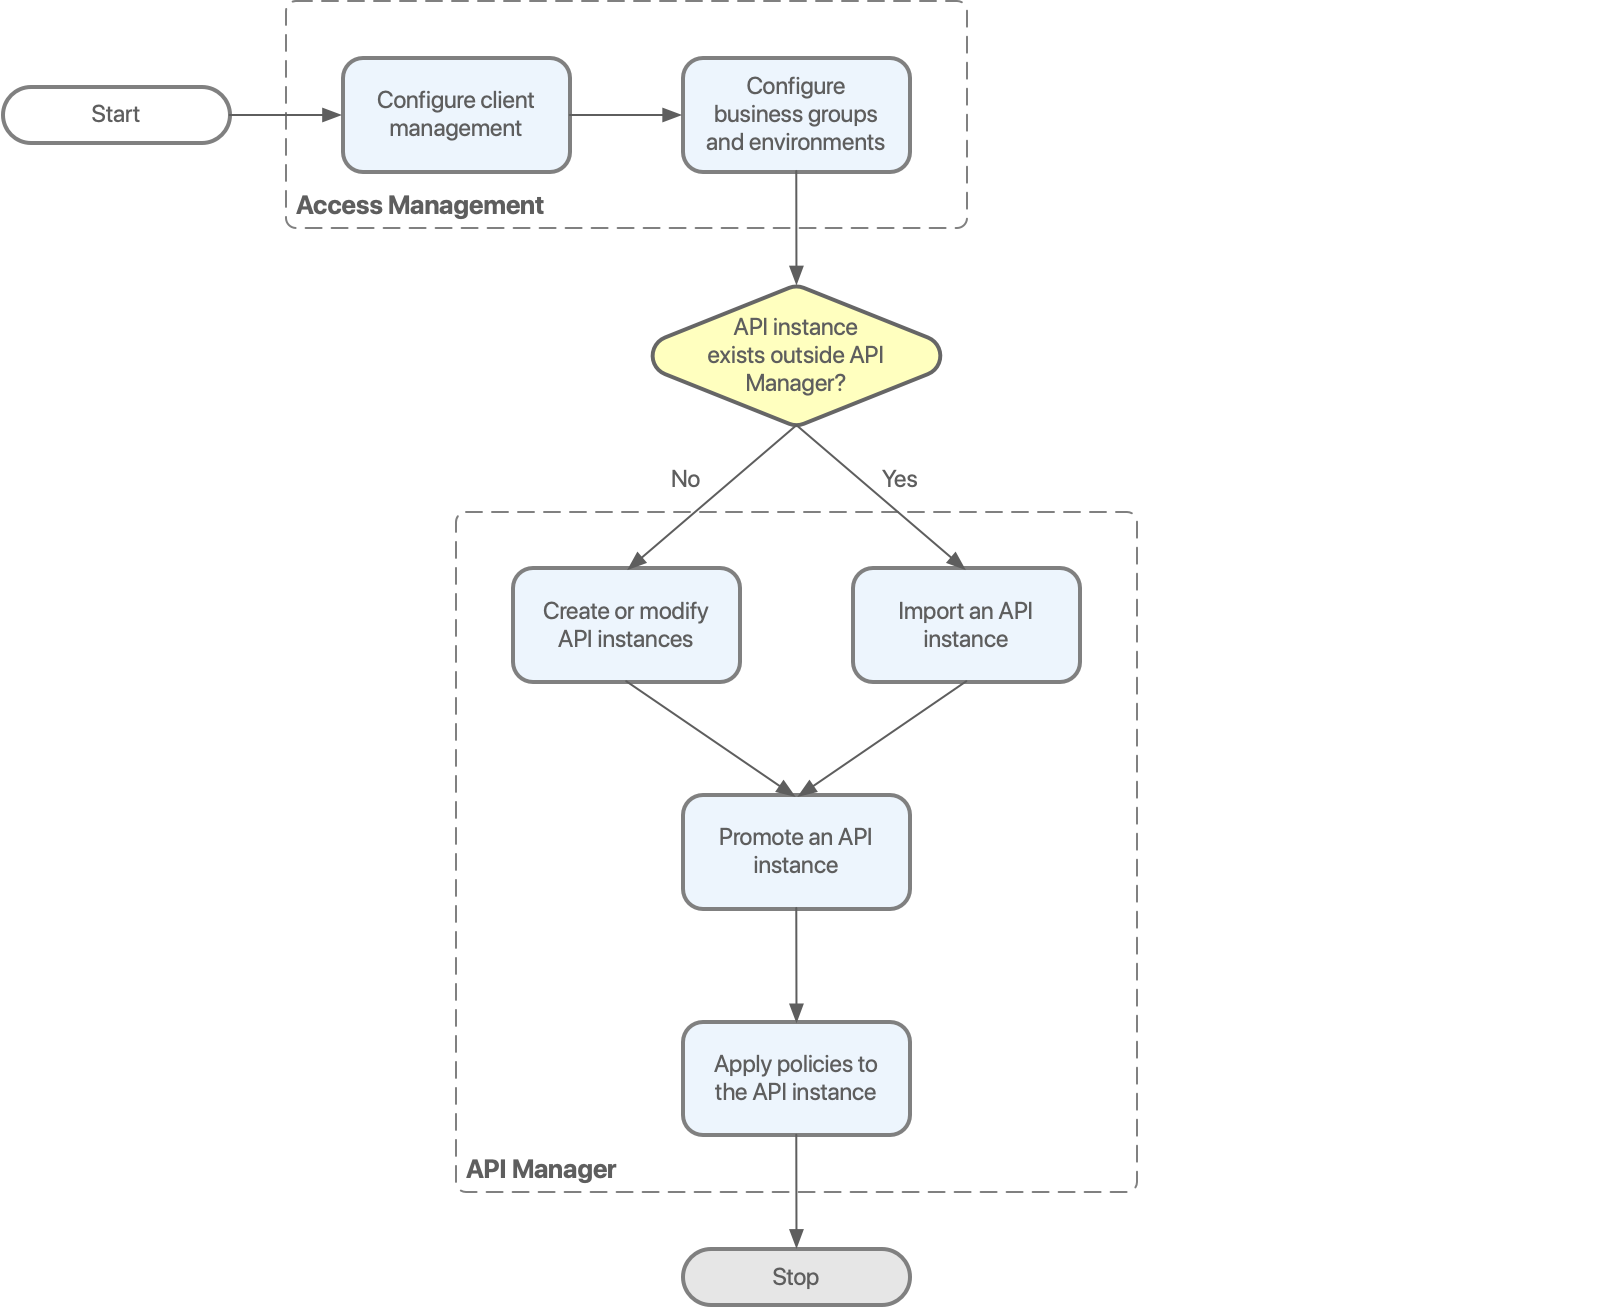 Start
Configure client
management
Configure
business groups
and environments
Access Management
API instance
exists outside API
Manager?
No
Yes
Create or modify
API instances
Import an API
instance
Promote an API
instance
Apply policies to
the API instance
API Manager
Stop